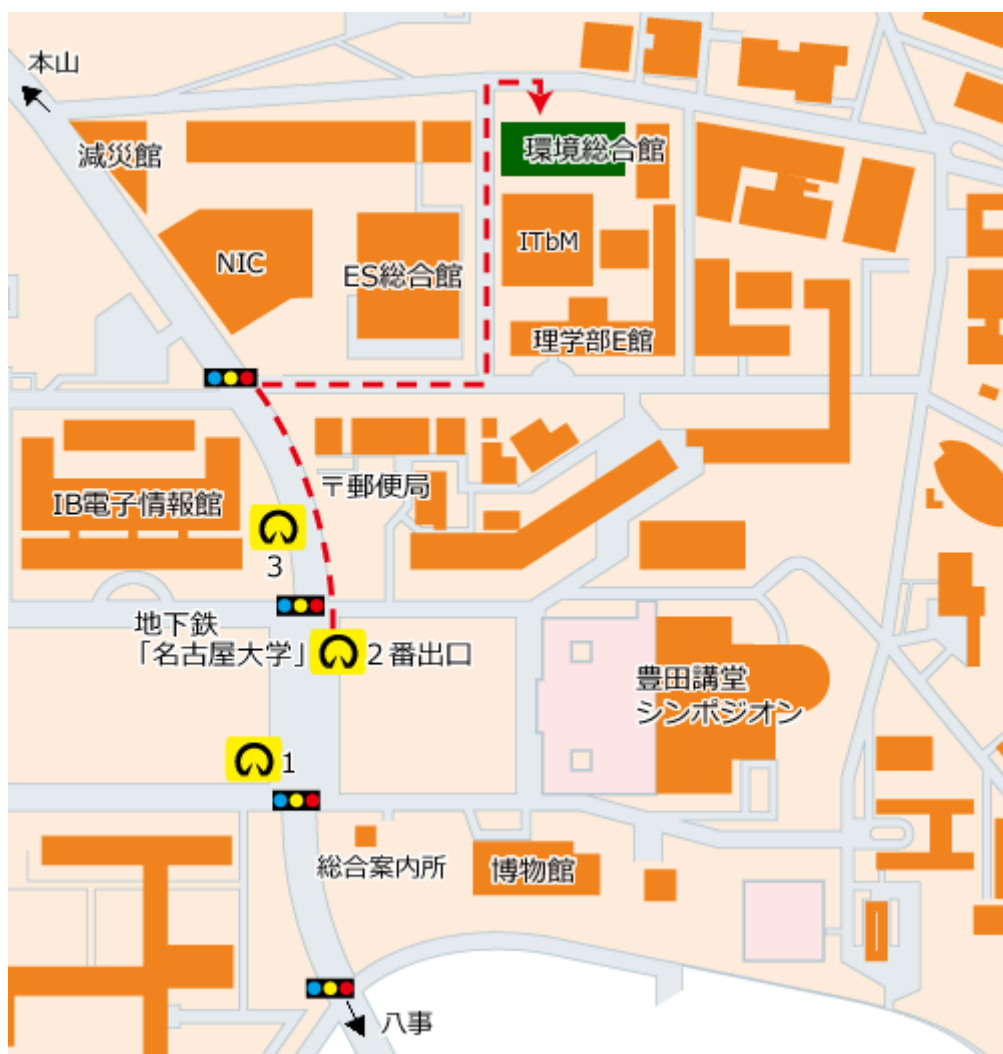 本山
減災館
環境総合館
NIC
ES総合館
ITbM
理学部E館
〒郵便局
IB電子情報館
3
地下鉄
「名古屋大学」
2番出口
豊田講堂
シンポジオン
1
総合案内所
博物館
八事